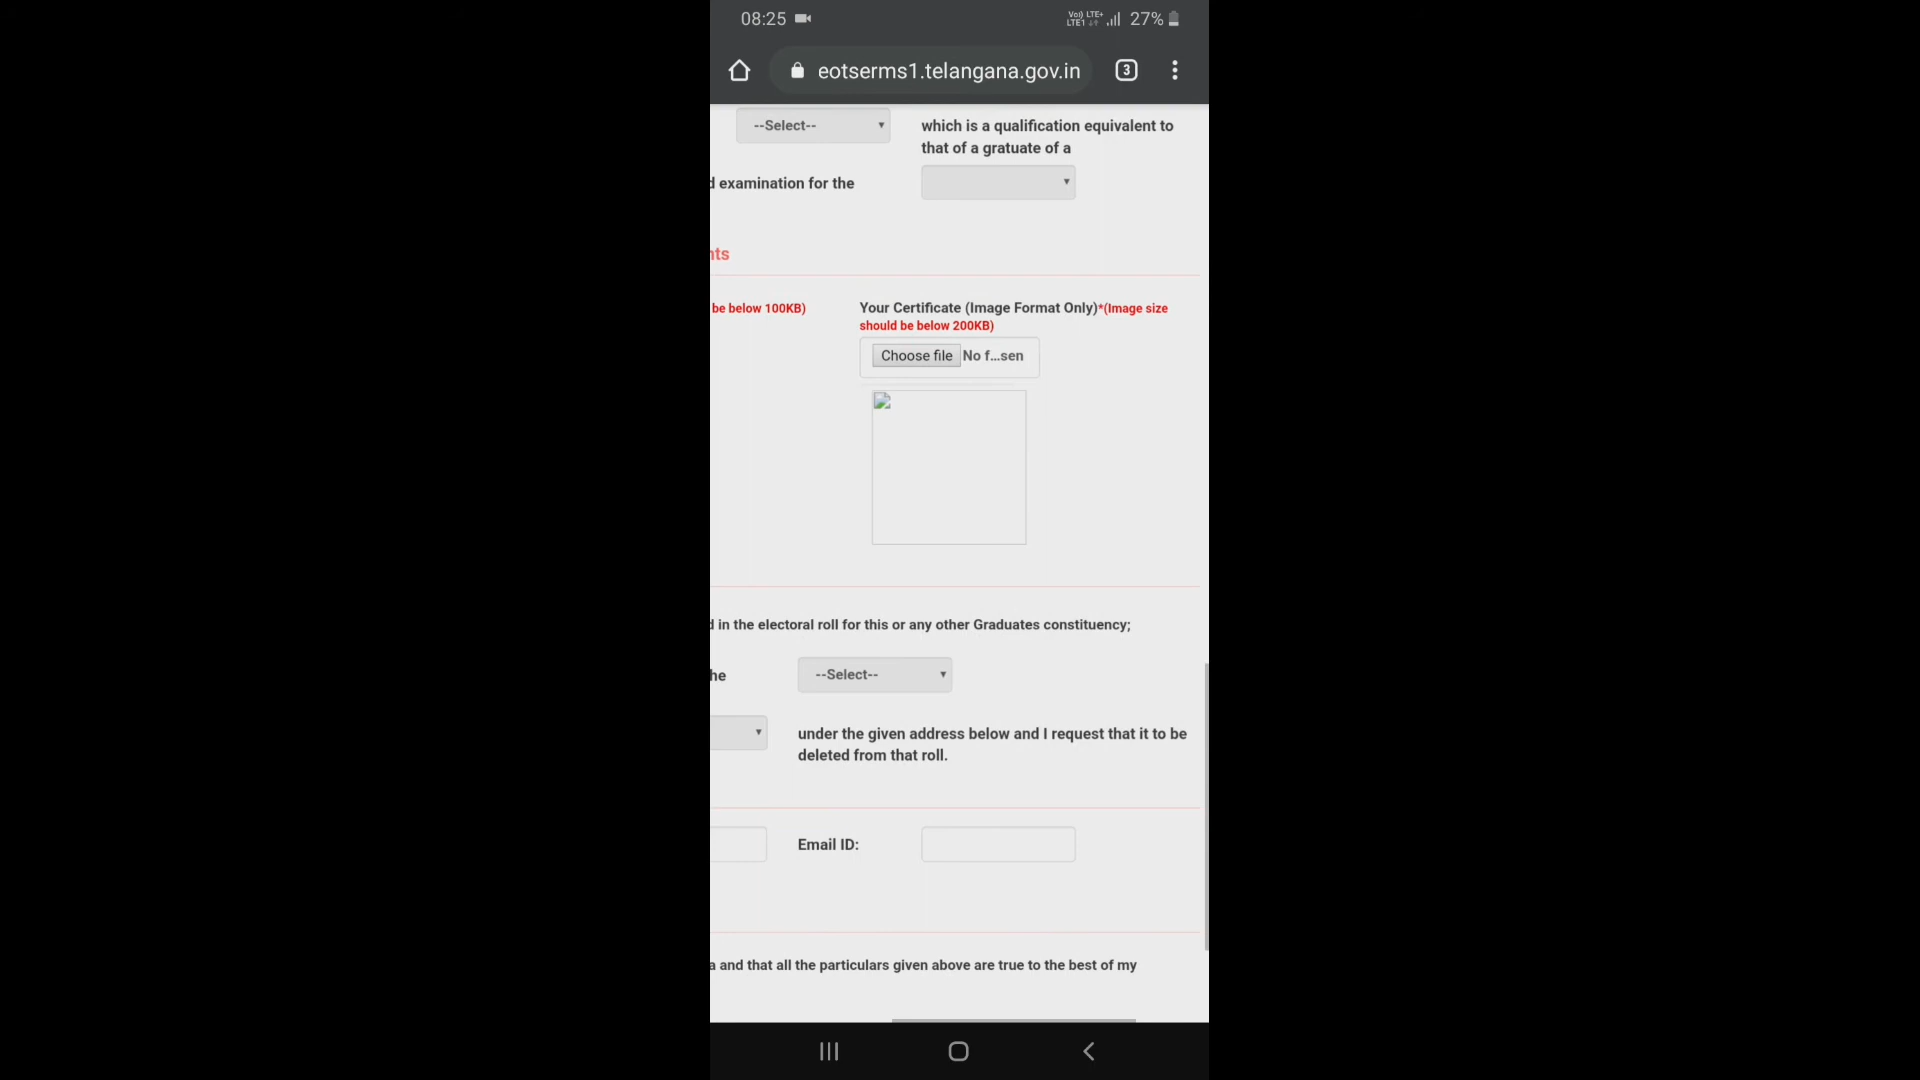 08:25
Vo) LTE+
LTE1
27%
eotserms1.telangana.gov.in
3
--Select--
which is a qualification equivalent to
that of a gratuate of a
d examination for the
nts
be below 100KB)
Your Certificate (Image Format Only)*(Image size
should be below 200KB)
Choose file No f...sen
d in the electoral roll for this or any other Graduates constituency;
he
--Select--
under the given address below and I request that it to be
deleted from that roll.
Email ID:
a and that all the particulars given above are true to the best of my